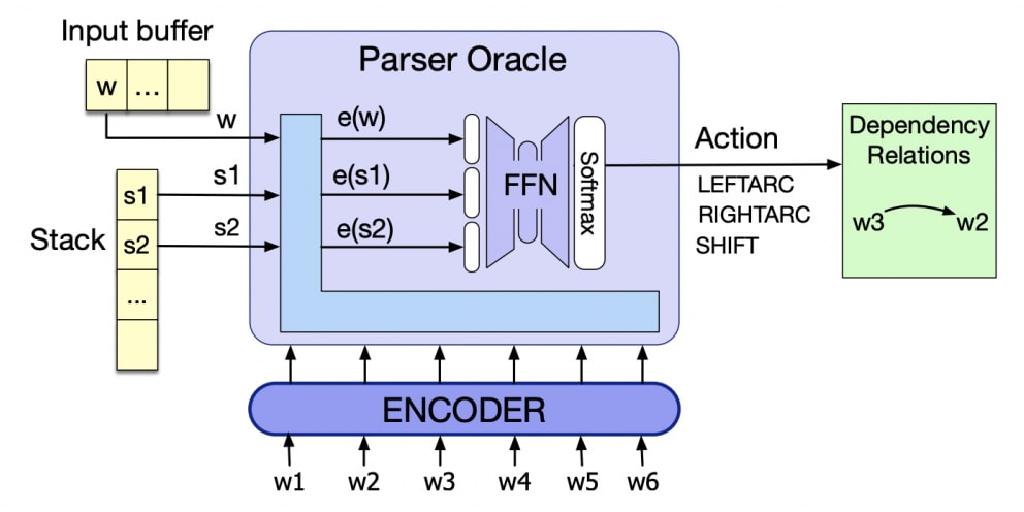 Input buffer
w ...
Parser Oracle
w
e(w)
s1
e(s1)
s2
e(s2)
Stack
s1
s2
...
FFN
Softmax
Action
LEFTARC
RIGHTARC
SHIFT
Dependency
Relations
w3 w2
ENCODER
w1 w2 w3 w4 w5 w6